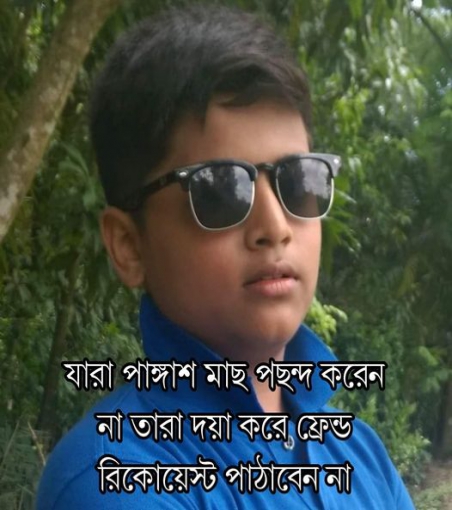 যারা পাঙ্গাশ মাছ পছন্দ করেন
না তারা দয়া করে ফ্রেন্ড
রিকোয়েস্ট পাঠাবেন না